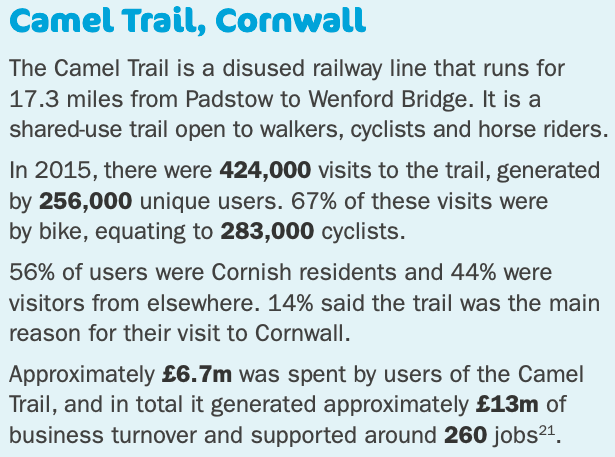 Camel Trail, Cornwall
The Camel Trail is a disused railway line that runs for
17.3 miles from Padstow to Wenford Bridge. It is a
shared-use trail open to walkers, cyclists and horse riders.
In 2015, there were 424,000 visits to the trail, generated
by 256,000 unique users. 67% of these visits were
by bike, equating to 283,000 cyclists.
56% of users were Cornish residents and 44% were
visitors from elsewhere. 14% said the trail was the main
reason for their visit to Cornwall.
Approximately £6.7m was spent by users of the Camel
Trail, and in total it generated approximately £13m of
business turnover and supported around 260 jobs²¹.